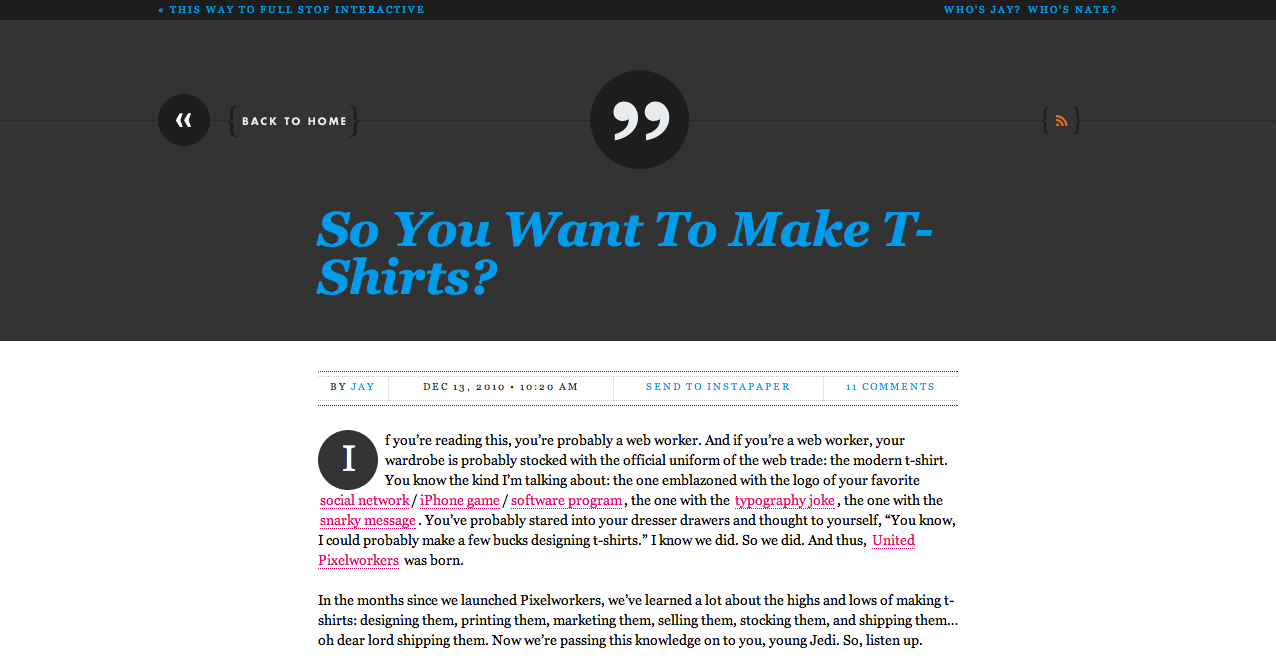 « THIS WAY TO FULL STOP INTERACTIVE
WHO'S JAY? WHO'S NATE?
«
{ BACK TO HOME }
”
{ }
So You Want To Make T-
Shirts?
BY JAY
DEC 13, 2010 • 10:20 AM
SEND TO INSTAPAPER
11 COMMENTS
If you’re reading this, you’re probably a web worker. And if you’re a web worker, your
wardrobe is probably stocked with the official uniform of the web trade: the modern t-shirt.
You know the kind I’m talking about: the one emblazoned with the logo of your favorite
social network / iPhone game / software program, the one with the typography joke, the one with the
snarky message. You’ve probably stared into your dresser drawers and thought to yourself, “You know,
I could probably make a few bucks designing t-shirts.” I know we did. So we did. And thus, United
Pixelworkers was born.
In the months since we launched Pixelworkers, we’ve learned a lot about the highs and lows of making t-
shirts: designing them, printing them, marketing them, selling them, stocking them, and shipping them...
oh dear lord shipping them. Now we’re passing this knowledge on to you, young Jedi. So, listen up.